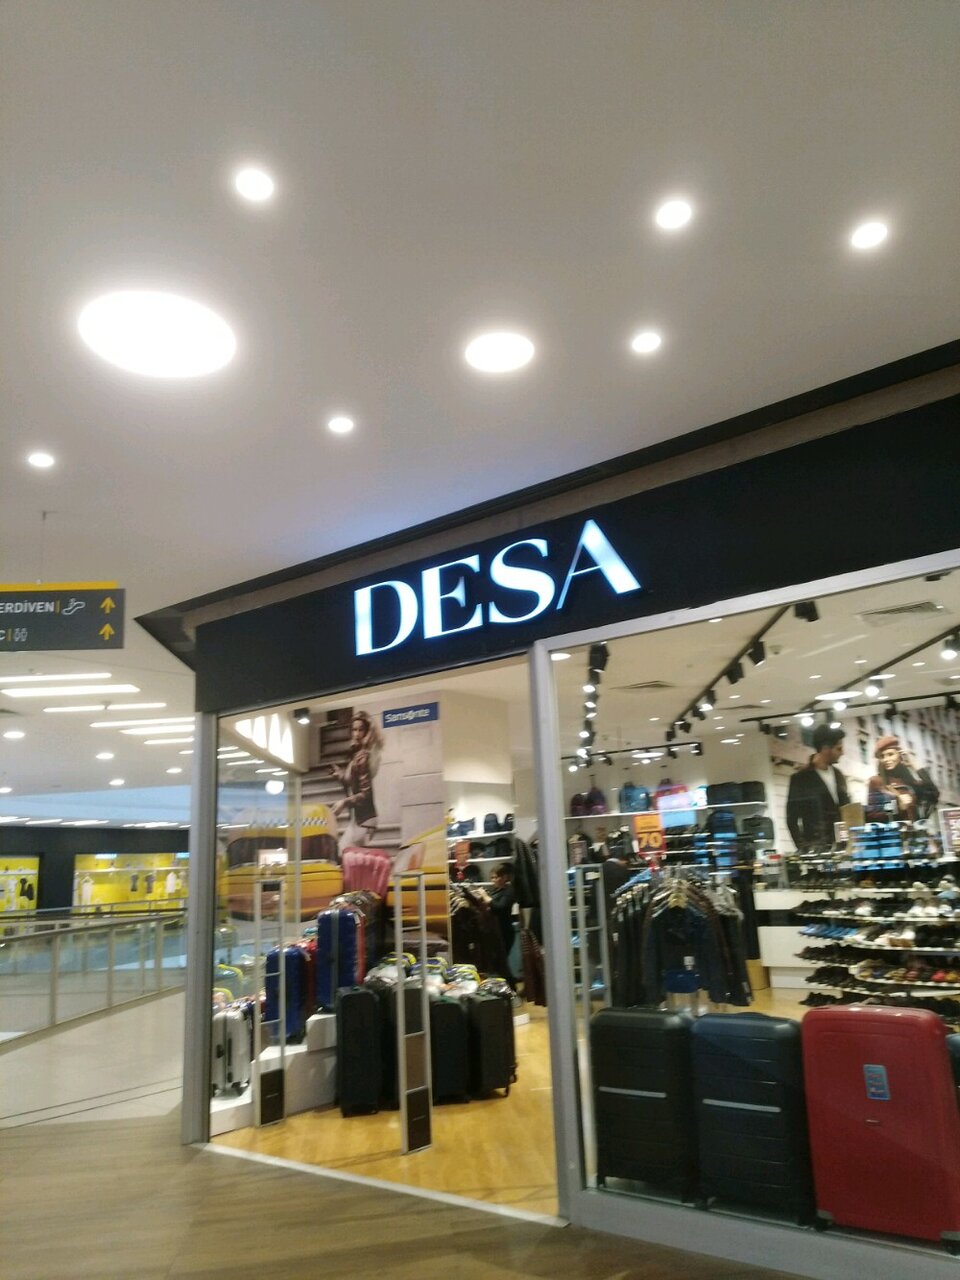 DESA
ERDİVEN
C
Samsonite
70